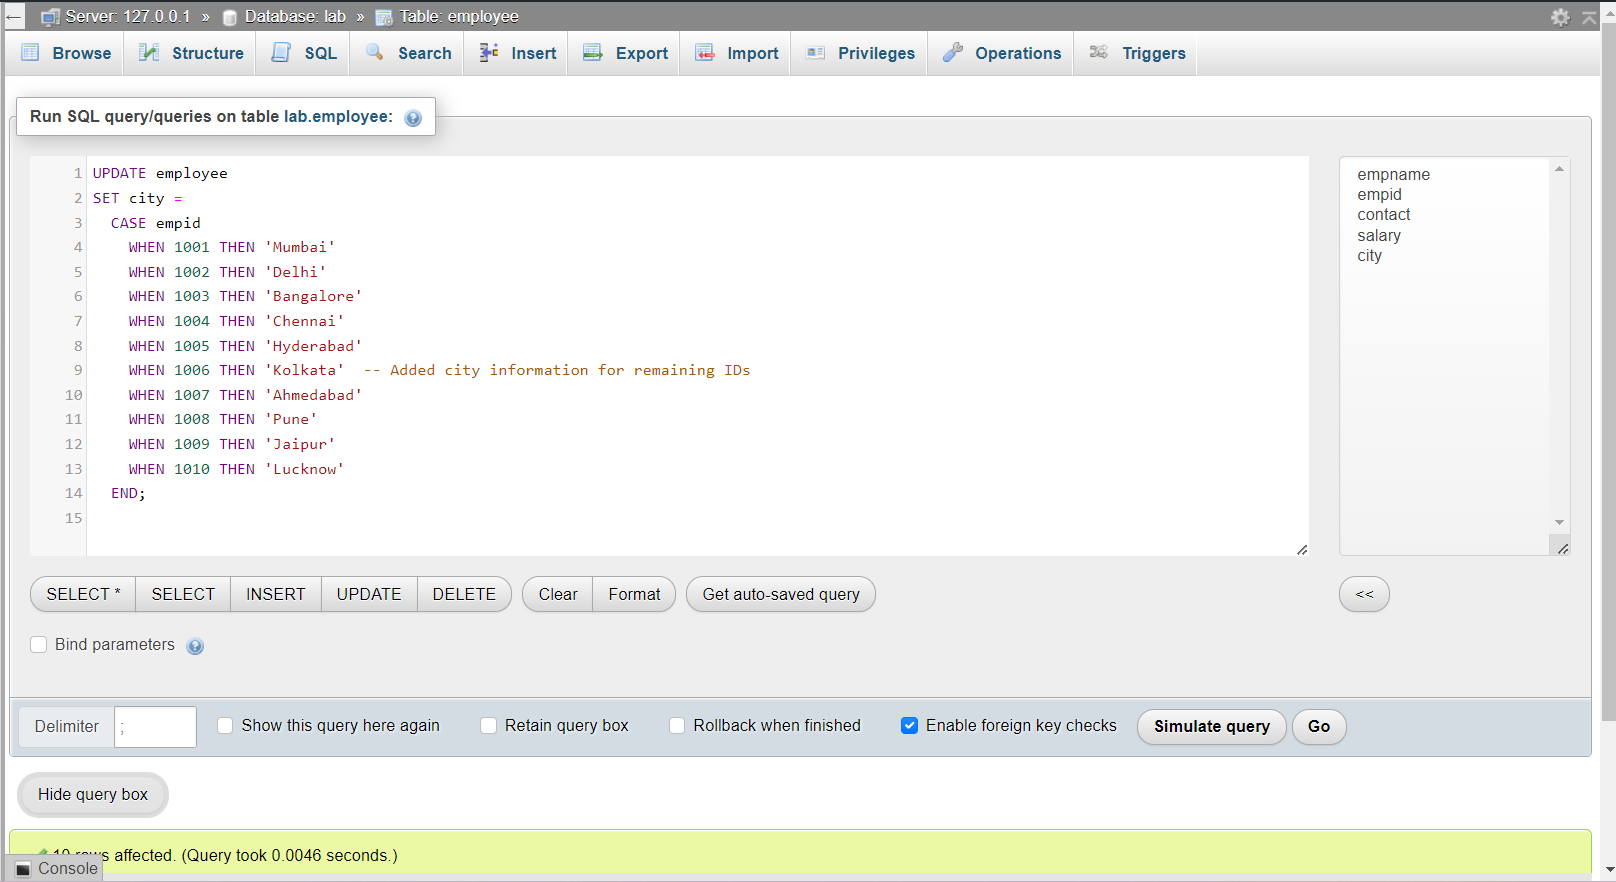 Server: 127.0.0.1 » Database: lab » Table: employee
Browse Structure SQL Search Insert Export Import Privileges Operations Triggers
Run SQL query/queries on table lab.employee:
1 UPDATE employee
2 SET city =
3 CASE empid
4 WHEN 1001 THEN 'Mumbai'
5 WHEN 1002 THEN 'Delhi'
6 WHEN 1003 THEN 'Bangalore'
7 WHEN 1004 THEN 'Chennai'
8 WHEN 1005 THEN 'Hyderabad'
9 WHEN 1006 THEN 'Kolkata' -- Added city information for remaining IDs
10 WHEN 1007 THEN 'Ahmedabad'
11 WHEN 1008 THEN 'Pune'
12 WHEN 1009 THEN 'Jaipur'
13 WHEN 1010 THEN 'Lucknow'
14 END;
15
empname
empid
contact
salary
city
SELECT * SELECT INSERT UPDATE DELETE Clear Format Get auto-saved query <<
Bind parameters
Delimiter ; Show this query here again Retain query box Rollback when finished Enable foreign key checks Simulate query Go
Hide query box
10 rows affected. (Query took 0.0046 seconds.)
Console